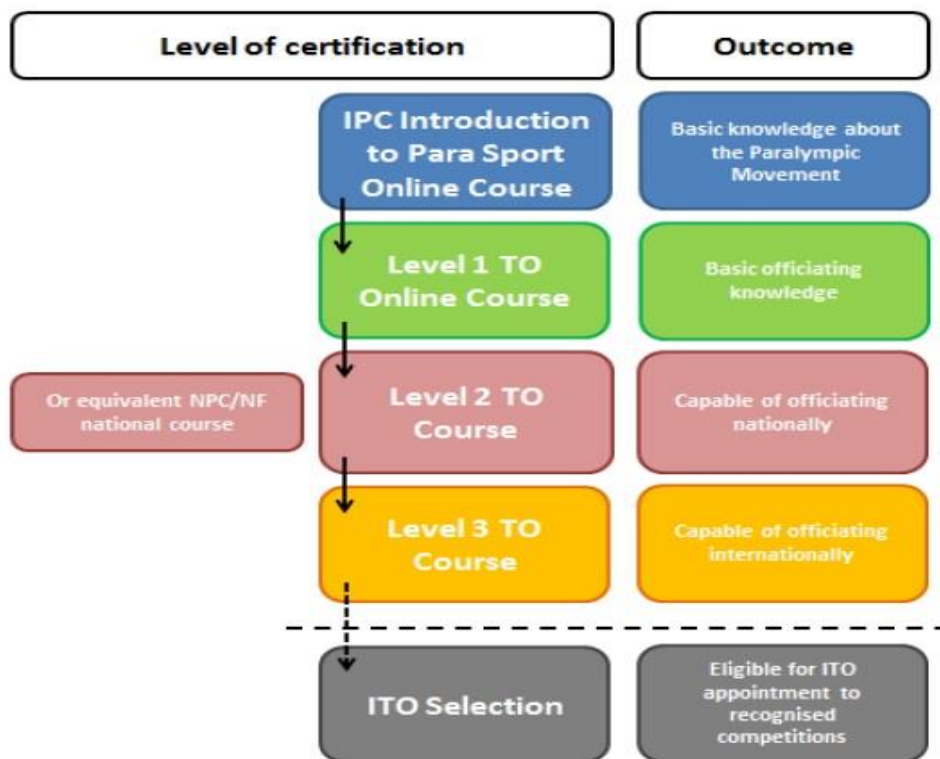 Level of certification
Outcome
IPC Introduction
to Para Sport
Online Course
Basic knowledge about
the Paralympic
Movement
Level 1 TO
Online Course
Basic officiating
knowledge
Or equivalent NPC/NF
national course
Level 2 TO
Course
Capable of officiating
nationally
Level 3 TO
Course
Capable of officiating
internationally
ITO Selection
Eligible for ITO
appointment to
recognised
competitions